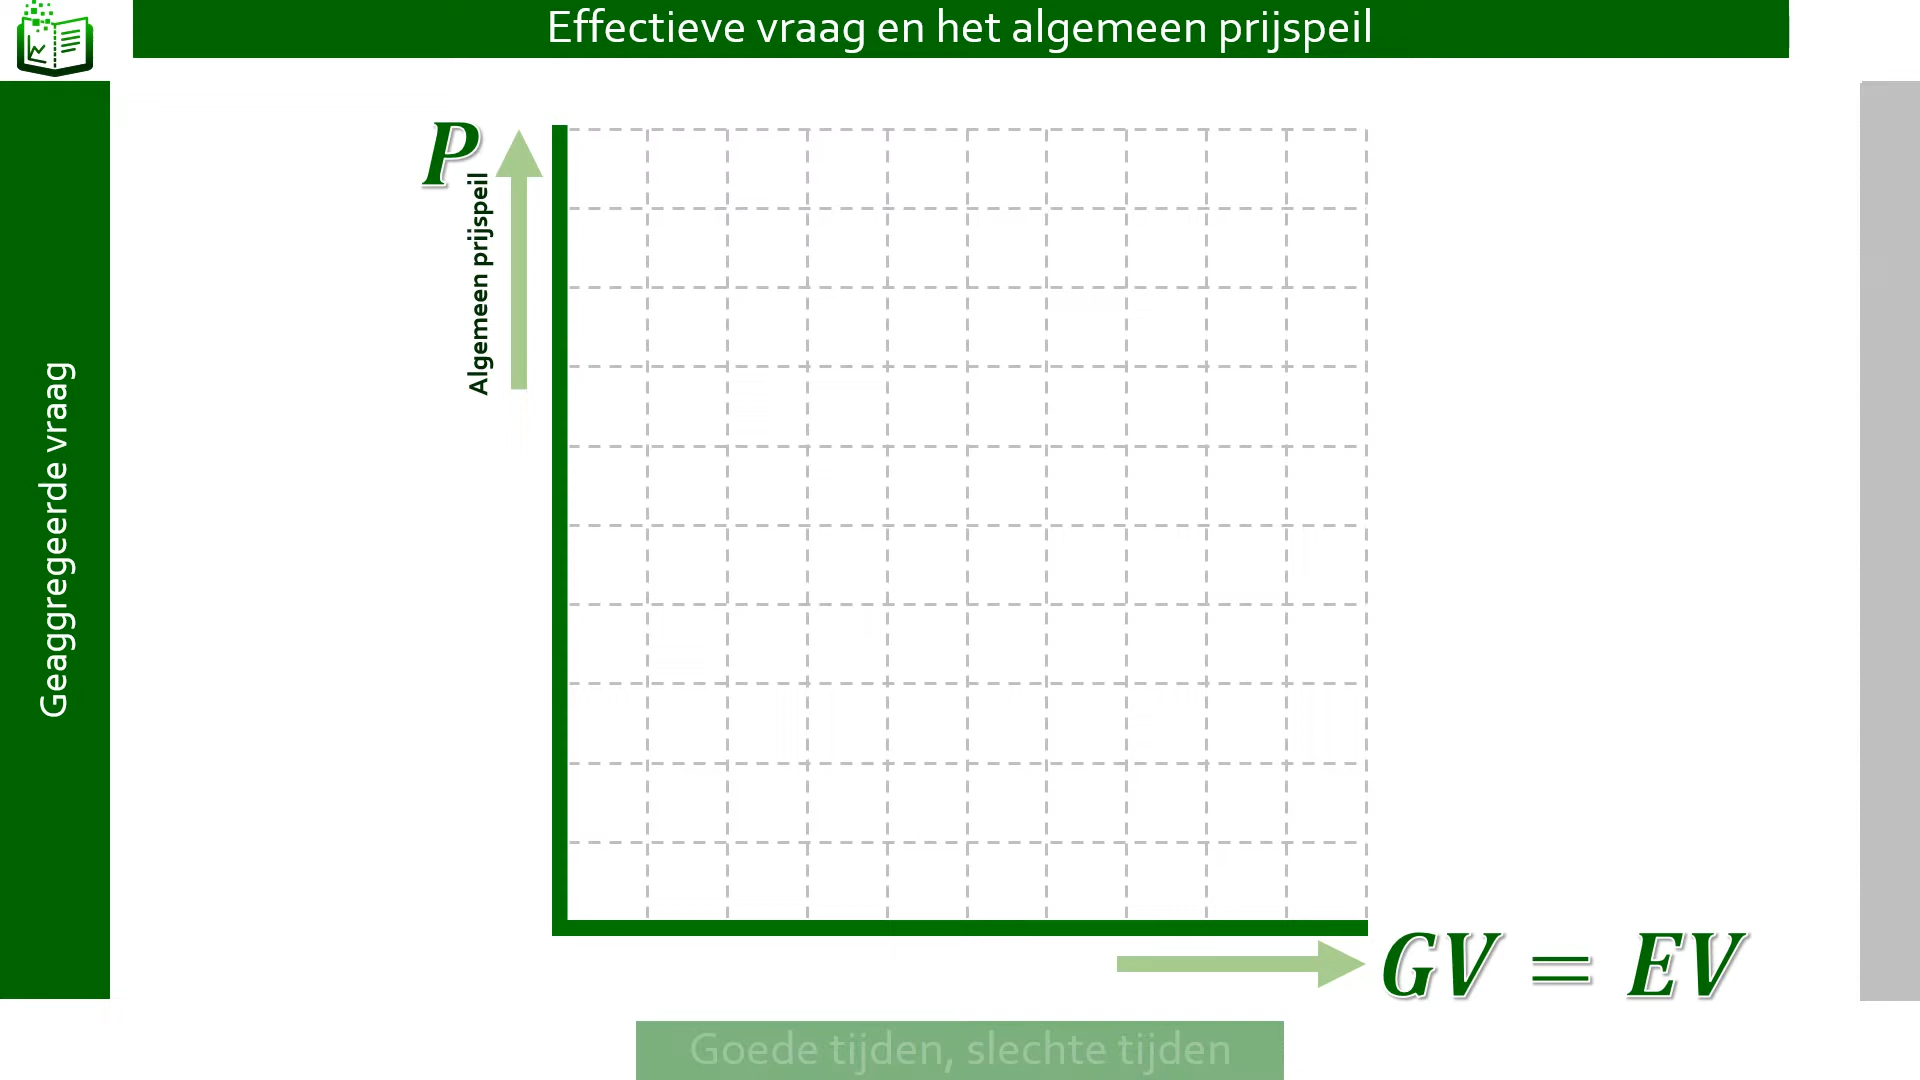 Effectieve vraag en het algemeen prijspeil
Geaggregeerde vraag
P
Algemeen prijspeil
GV = EV
Goede tijden, slechte tijden